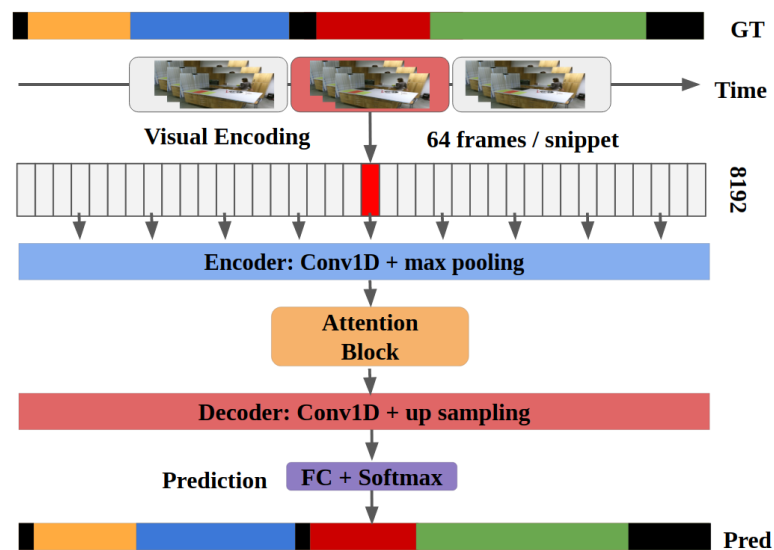 GT
Time
Visual Encoding
64 frames / snippet
8192
Encoder: Conv1D + max pooling
Attention
Block
Decoder: Conv1D + up sampling
Prediction
FC + Softmax
Pred